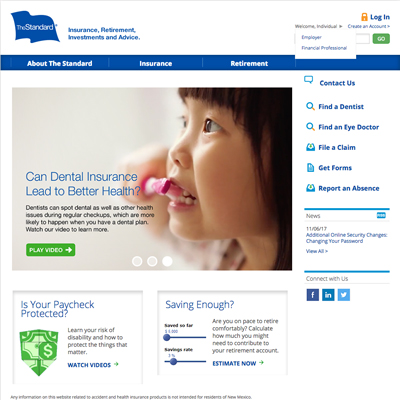 TheStandard®
Insurance, Retirement,
Investments and Advice.
Log In
Welcome, Individual
Create an Account >
Employer
Financial Professional
GO
About The Standard
Insurance
Retirement
Can Dental Insurance
Lead to Better Health?
Dentists can spot dental as well as other health
issues during regular checkups, which are more
likely to happen when you have a dental plan.
Watch our video to learn more.
PLAY VIDEO
Contact Us
Find a Dentist
Find an Eye Doctor
File a Claim
Get Forms
Report an Absence
News
11/06/17
Additional Online Security Changes:
Changing Your Password
View All >
Connect with Us
Is Your Paycheck
Protected?
Learn your risk of
disability and how to
protect the things that
matter.
WATCH VIDEOS
Saving Enough?
Saved so far
Savings rate
Are you on pace to retire
comfortably? Calculate
how much you might
need to contribute to
your retirement account.
ESTIMATE NOW
Any information on this website related to accident and health insurance products is not intended for residents of New Mexico.